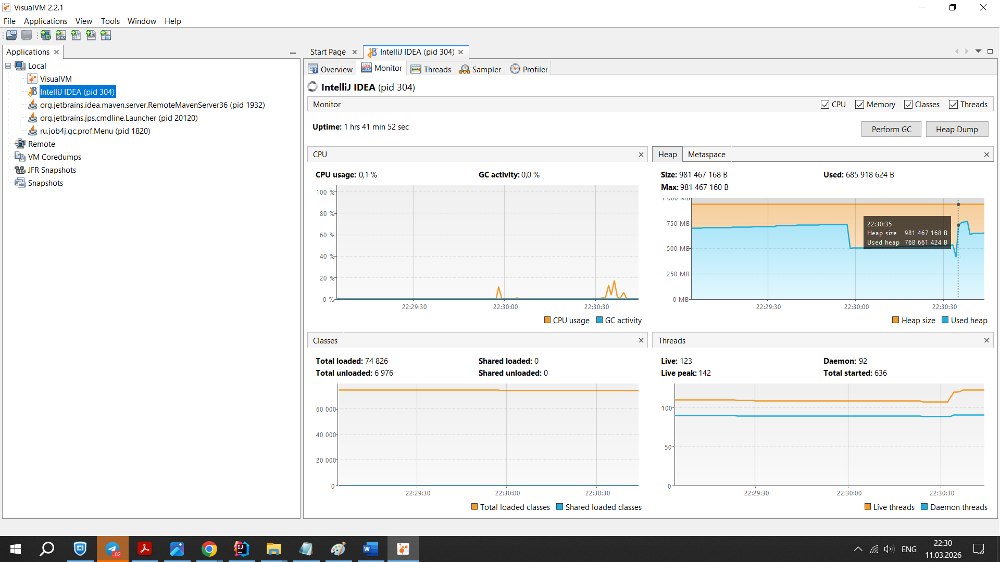 VisualVM 2.2.1
File Applications View Tools Window Help
Applications
Local
VisualVM
IntelliJ IDEA (pid 304)
org.jetbrains.idea.maven.server.RemoteMavenServer36 (pid 1932)
org.jetbrains.jps.cmdline.Launcher (pid 20120)
ru.job4j.gc.prof.Menu (pid 1820)
Remote
VM Coredumps
JFR Snapshots
Snapshots
Start Page IntelliJ IDEA (pid 304)
Overview Monitor Threads Sampler Profiler
IntelliJ IDEA (pid 304)
Monitor CPU Memory Classes Threads
Uptime: 1 hrs 41 min 52 sec
Perform GC Heap Dump
CPU
CPU usage: 0,1 % GC activity: 0,0 %
100 %
80 %
60 %
40 %
20 %
0 %
22:29:30 22:30:00 22:30:30
CPU usage GC activity
Heap Metaspace
Size: 981 467 168 B Used: 685 918 624 B
Max: 981 467 160 B
1 000 MB
750 MB
500 MB
250 MB
0 MB
22:30:35
Heap size 981 467 168 B
Used heap 768 661 424 B
22:29:30 22:30:00 22:30:30
Heap size Used heap
Classes
Total loaded: 74 826 Shared loaded: 0
Total unloaded: 6 976 Shared unloaded: 0
60 000
40 000
20 000
0
22:29:30 22:30:00 22:30:30
Total loaded classes Shared loaded classes
Threads
Live: 123 Daemon: 92
Live peak: 142 Total started: 636
100
50
0
22:29:30 22:30:00 22:30:30
Live threads Daemon threads
..02
ENG
22:30
11.03.2026